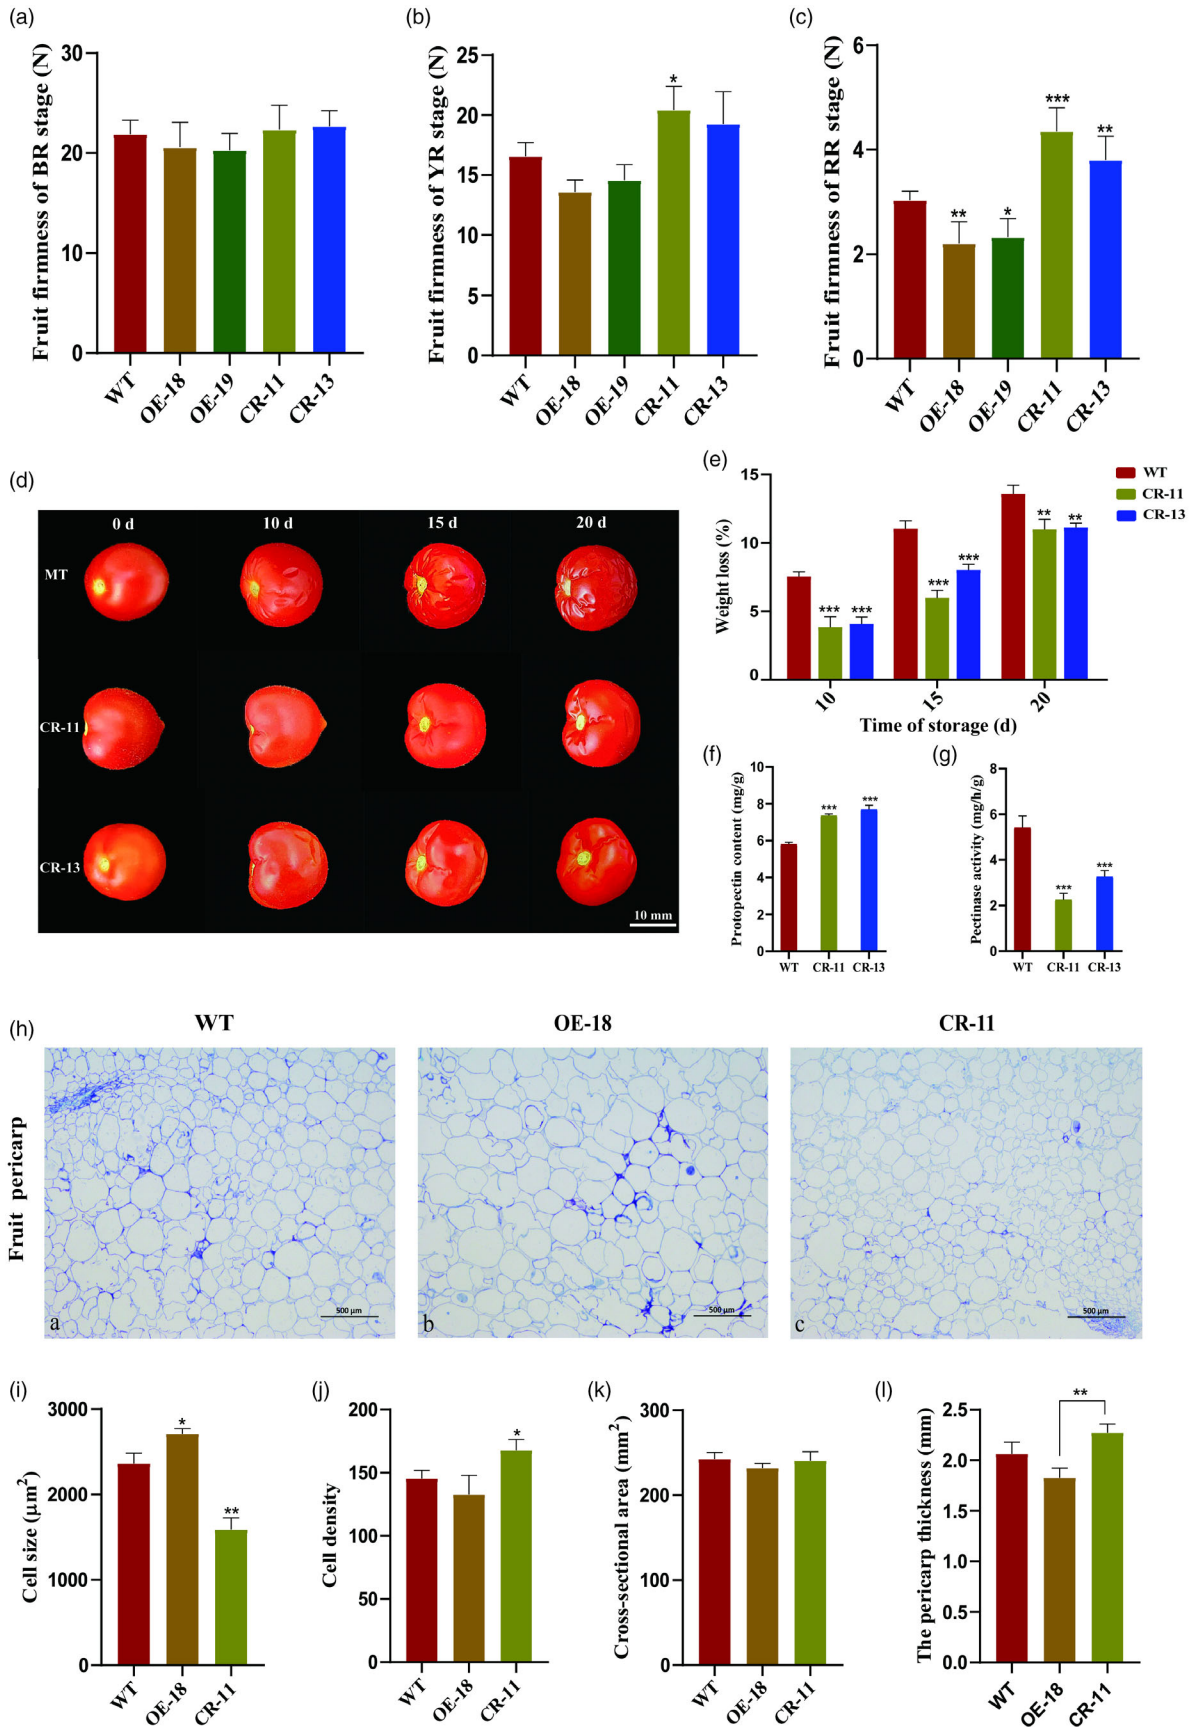 (a)
Fruit firmness of BR stage (N)
30
20
10
0
WT
OE-18
OE-19
CR-11
CR-13
(b)
Fruit firmness of YR stage (N)
25
20
15
10
5
0
*
WT
OE-18
OE-19
CR-11
CR-13
(c)
Fruit firmness of RR stage (N)
6
4
2
0
**
*
***
**
WT
OE-18
OE-19
CR-11
CR-13
(d)
0 d
10 d
15 d
20 d
MT
CR-11
CR-13
10 mm
(e)
Weight loss (%)
15
10
5
0
***
***
***
***
**
**
10
15
20
Time of storage (d)
WT
CR-11
CR-13
(f)
Protopectin content (mg/g)
10
8
6
4
2
0
***
***
WT
CR-11
CR-13
(g)
Pectinase activity (mg/h/g)
8
6
4
2
0
***
***
WT
CR-11
CR-13
(h)
WT
OE-18
CR-11
Fruit pericarp
500 µm
a
500 µm
b
500 µm
c
(i)
Cell size (µm²)
3000
2000
1000
0
*
**
WT
OE-18
CR-11
(j)
Cell density
200
150
100
50
0
*
WT
OE-18
CR-11
(k)
Cross-sectional area (mm²)
300
200
100
0
WT
OE-18
CR-11
(l)
The pericarp thickness (mm)
2.5
2.0
1.5
1.0
0.5
0.0
**
WT
OE-18
CR-11